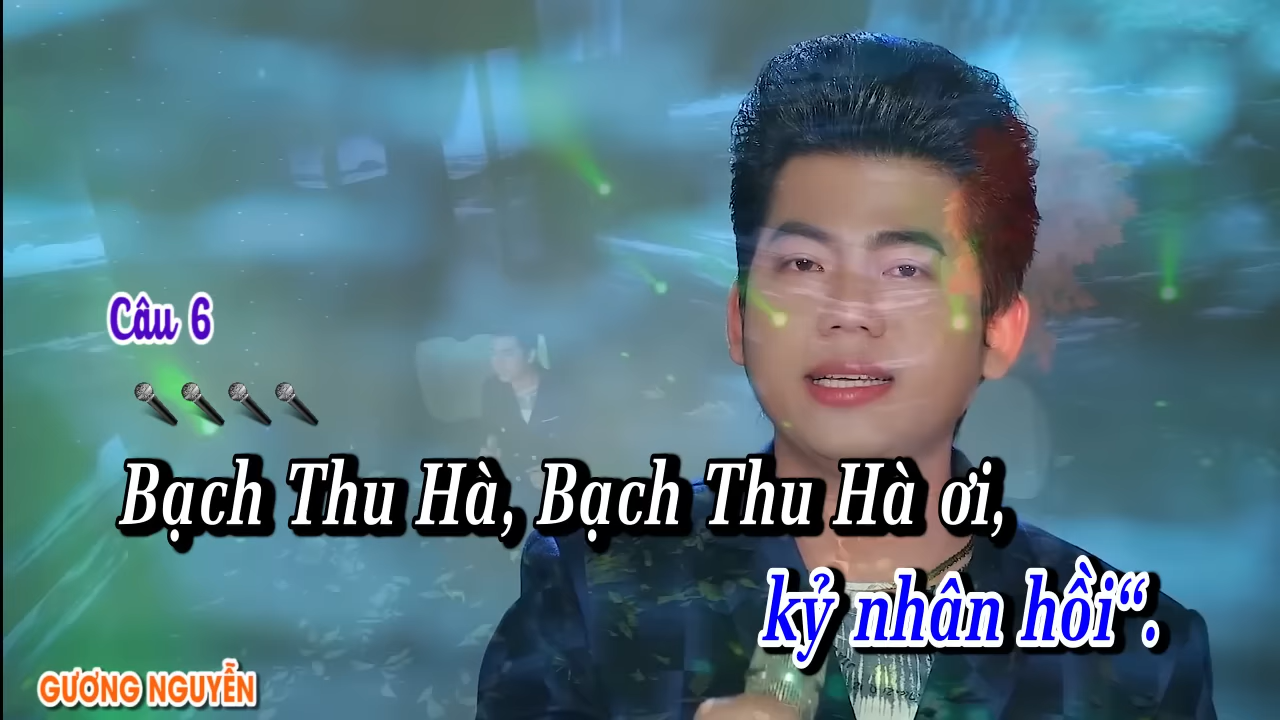 Câu 6
Bạch Thu Hà, Bạch Thu Hà ơi,
kỷ nhân hồi“.
GƯƠNG NGUYỄN